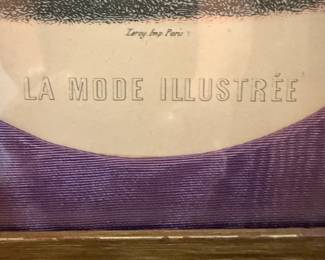 Leroy Imp. Paris
LA MODE ILLUSTRÉE